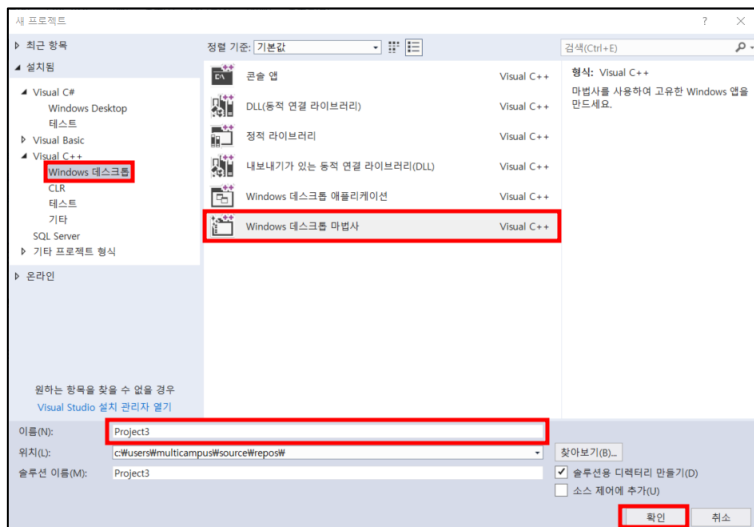 새 프로젝트
최근 항목
설치됨
Visual C#
Windows Desktop
테스트
Visual Basic
Visual C++
Windows 데스크톱
CLR
테스트
기타
SQL Server
기타 프로젝트 형식
온라인
원하는 항목을 찾을 수 없을 경우
Visual Studio 설치 관리자 열기
정렬 기준: 기본값
콘솔 앱 Visual C++
DLL(동적 연결 라이브러리) Visual C++
정적 라이브러리 Visual C++
내보내기가 있는 동적 연결 라이브러리(DLL) Visual C++
Windows 데스크톱 애플리케이션 Visual C++
Windows 데스크톱 마법사 Visual C++
검색(Ctrl+E)
형식: Visual C++
마법사를 사용하여 고유한 Windows 앱을
만드세요.
이름(N): Project3
위치(L): c:₩users₩multicampus₩source₩repos₩ 찾아보기(B)...
솔루션 이름(M): Project3 솔루션용 디렉터리 만들기(D)
소스 제어에 추가(U)
확인 취소